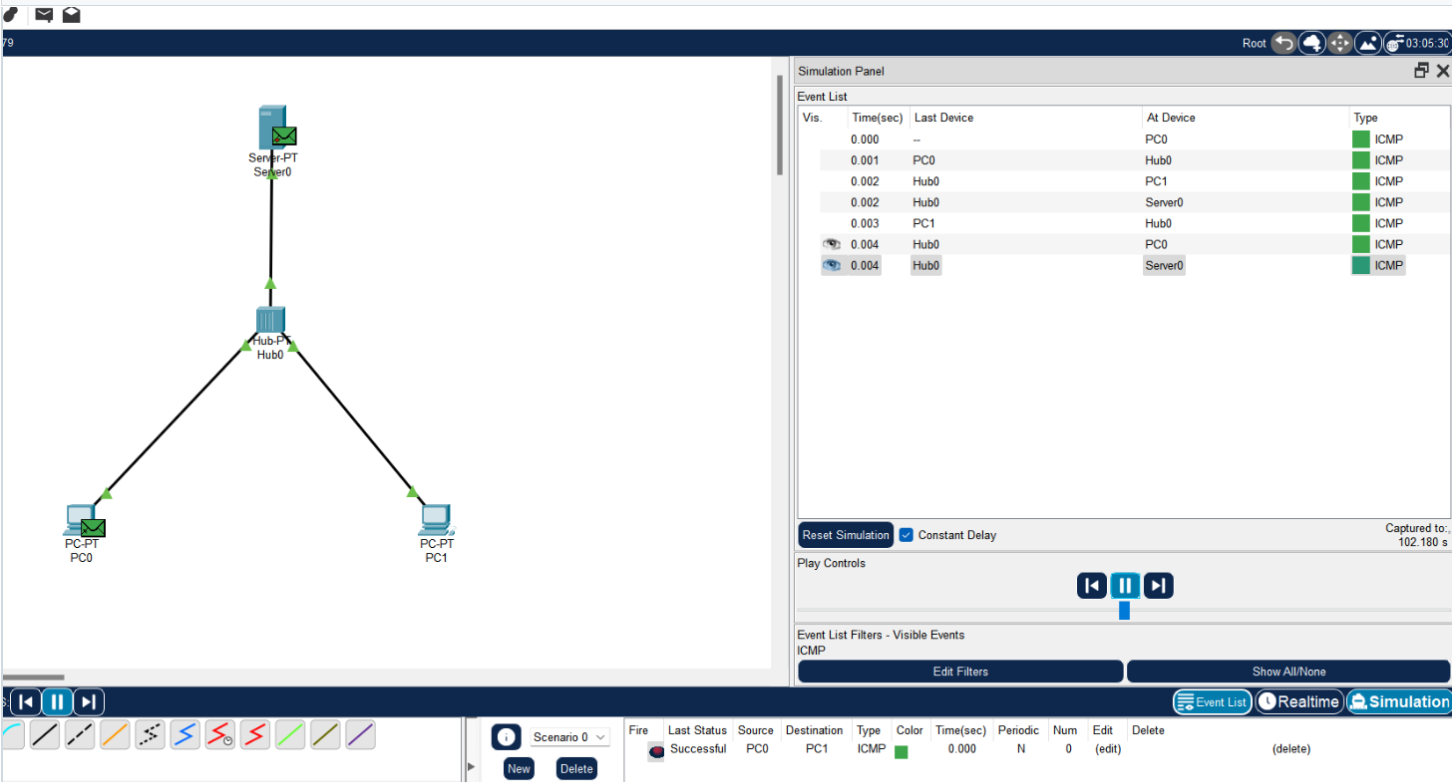 79
Root
03:05:30
Server-PT
Server0
Hub-PT
Hub0
PC-PT
PC0
PC-PT
PC1
Simulation Panel
Event List
Vis. Time(sec) Last Device At Device Type
0.000 -- PC0 ICMP
0.001 PC0 Hub0 ICMP
0.002 Hub0 PC1 ICMP
0.002 Hub0 Server0 ICMP
0.003 PC1 Hub0 ICMP
0.004 Hub0 PC0 ICMP
0.004 Hub0 Server0 ICMP
Reset Simulation Constant Delay
Captured to:
102.180 s
Play Controls
Event List Filters - Visible Events
ICMP
Edit Filters Show All/None
Event List Realtime Simulation
Scenario 0
New Delete
Fire Last Status Source Destination Type Color Time(sec) Periodic Num Edit Delete
Successful PC0 PC1 ICMP 0.000 N 0 (edit) (delete)